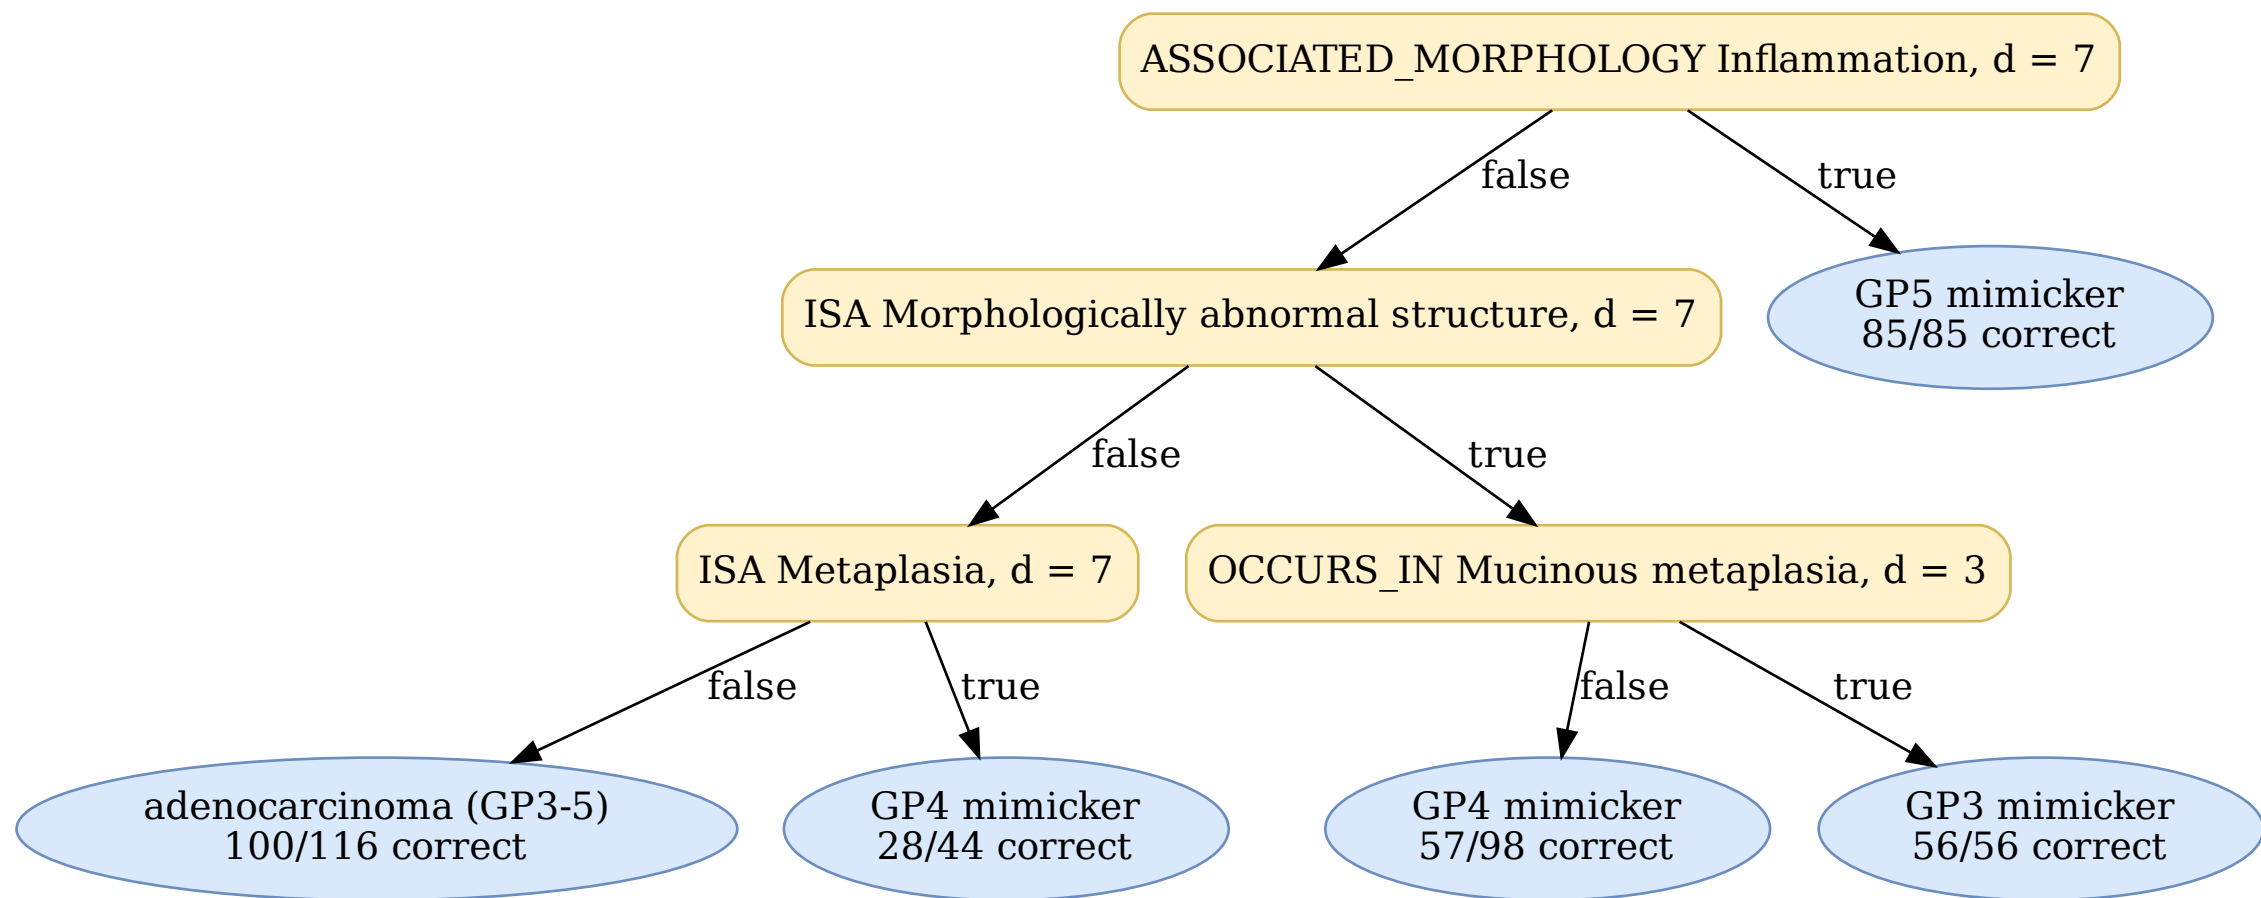 ASSOCIATED_MORPHOLOGY Inflammation, d = 7
false
true
ISA Morphologically abnormal structure, d = 7
GP5 mimicker
85/85 correct
false
true
ISA Metaplasia, d = 7
OCCURS_IN Mucinous metaplasia, d = 3
false
true
false
true
adenocarcinoma (GP3-5)
100/116 correct
GP4 mimicker
28/44 correct
GP4 mimicker
57/98 correct
GP3 mimicker
56/56 correct